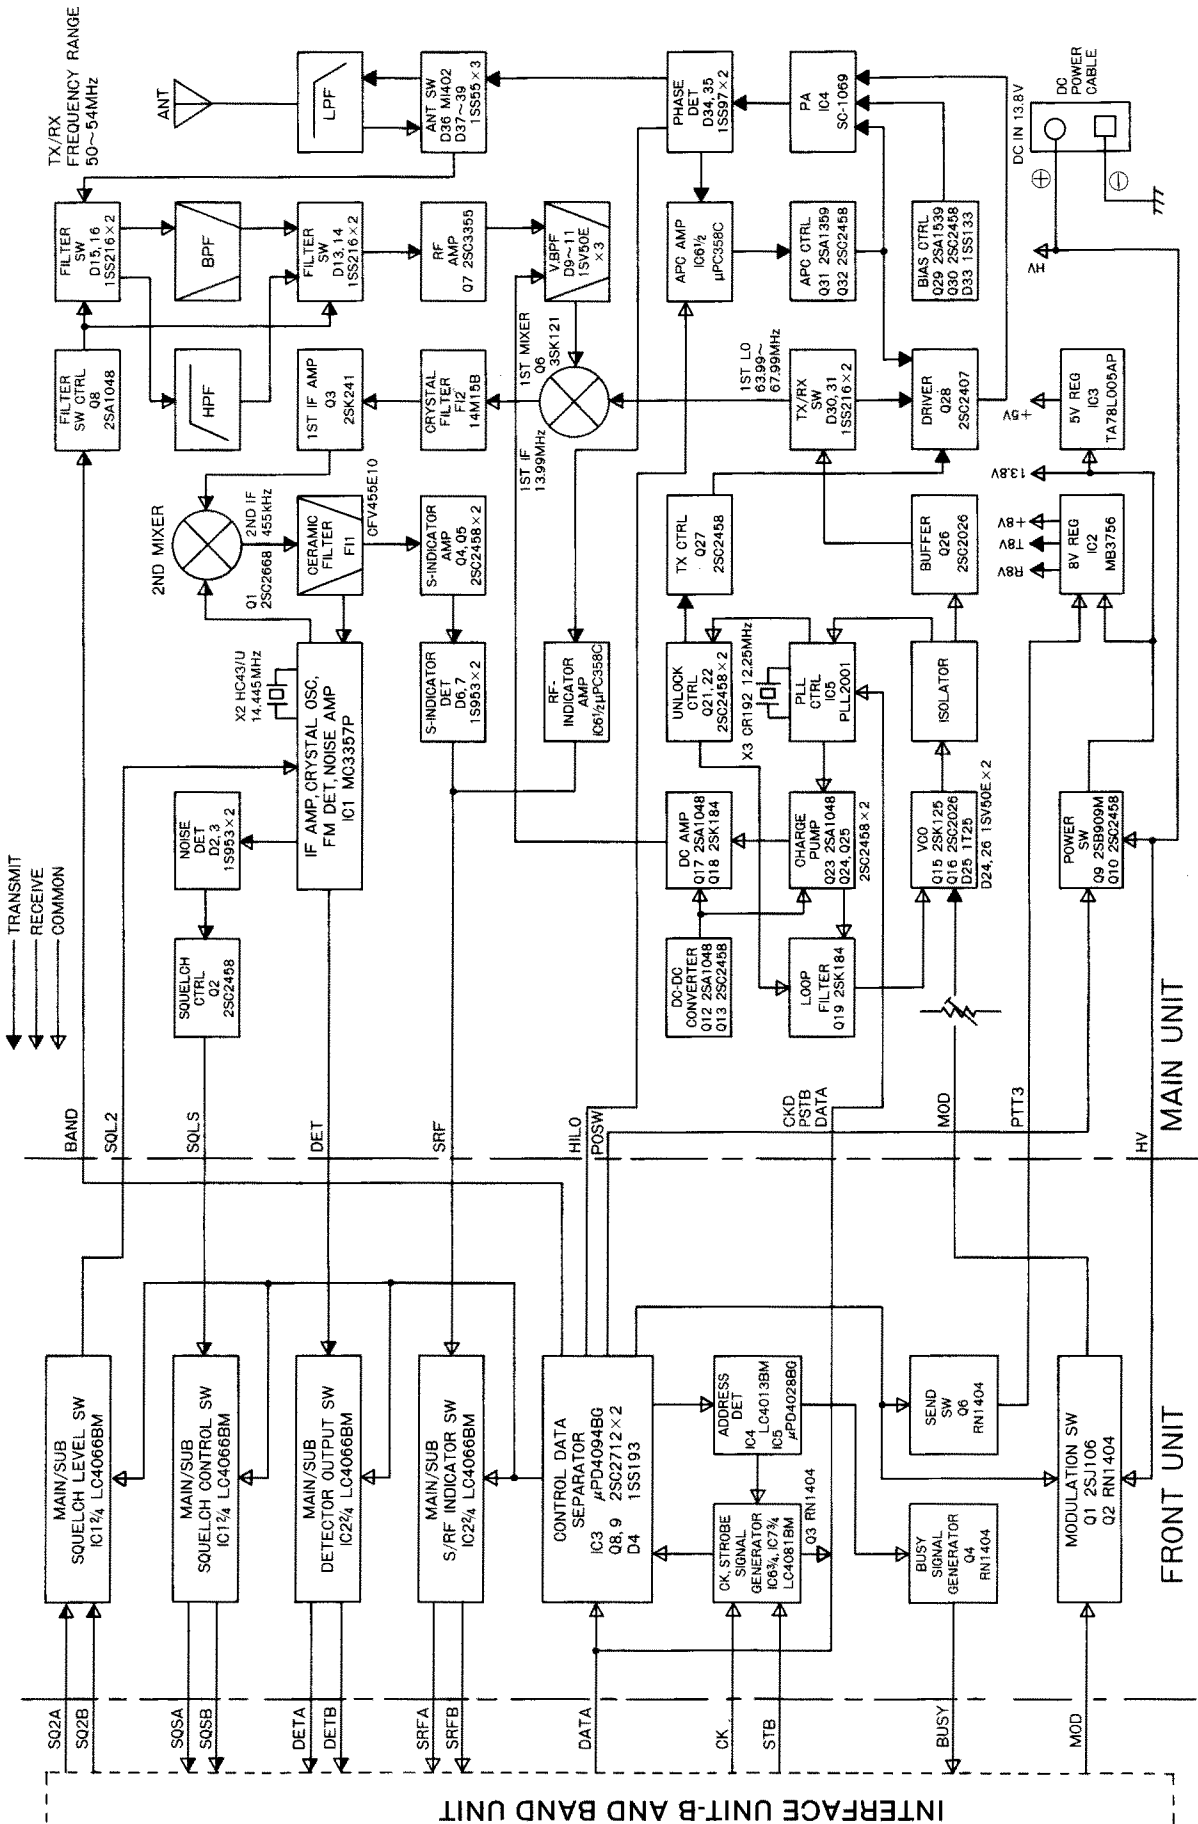 TX/RX
FREQUENCY RANGE
50~54MHz
ANT
LPF
ANT SW
D36 MI402
D37~39
1SS55×3
PHASE
DET
D34, 35
1SS97×2
PA
IC4
SC-1069
DC IN 13.8V
DC
POWER
CABLE
⊕
⊖
FILTER
SW
D15, 16
1SS216×2
BPF
FILTER
SW
D13, 14
1SS216×2
RF
AMP
Q7 2SC3355
V.BPF
D9~11
1SV50E
×3
APC AMP
IC6½
µPC358C
APC CTRL
Q31 2SA1359
Q32 2SC2458
BIAS CTRL
Q29 2SA1539
Q30 2SC2458
D33 1SS133
HV
FILTER
SW CTRL
Q8
2SA1048
HPF
1ST IF AMP
Q3
2SK241
CRYSTAL
FILTER
FI2
14M15B
1ST MIXER
Q6
3SK121
1ST IF
13.99MHz
1ST LO
63.99~
67.99MHz
TX/RX
SW
D30, 31
1SS216×2
DRIVER
Q28
2SC2407
+5V
5V REG
IC3
TA78L005AP
2ND MIXER
Q1
2SC2668
2ND IF
455kHz
CERAMIC
FILTER
FI1
CFV455E10
S-INDICATOR
AMP
Q4, Q5
2SC2458×2
TX CTRL
Q27
2SC2458
BUFFER
Q26
2SC2026
13.8V
+8V
T8V
R8V
8V REG
IC2
MB3756
X2 HC43/U
14.445MHz
IF AMP, CRYSTAL OSC,
FM DET, NOISE AMP
IC1 MC3357P
S-INDICATOR
DET
D6, 7
1S953×2
RF-
INDICATOR
AMP
IC6½µPC358C
UNLOCK
CTRL
Q21, 22
2SC2458×2
X3 CR192 12.25MHz
PLL
CTRL
IC5
PLL2001
ISOLATOR
NOISE
DET
D2, 3
1S953×2
DC AMP
Q17 2SA1048
Q18 2SK184
CHARGE
PUMP
Q23 2SA1048
Q24, Q25
2SC2458×2
VCO
Q15 2SK125
Q16 2SC2026
D25 1T25
D24, 26 1SV50E×2
POWER
SW
Q9 2SB909M
Q10 2SC2458
TRANSMIT
RECEIVE
COMMON
SQUELCH
CTRL
Q2
2SC2458
DC-DC
CONVERTER
Q12 2SA1048
Q13 2SC2458
LOOP
FILTER
Q19 2SK184
BAND
SQL2
SQLS
DET
SRF
HILO
POSW
CKD
PSTB
DATA
MOD
PTT3
HV
MAIN UNIT
MAIN/SUB
SQUELCH LEVEL SW
IC1²⁄₄ LC4066BM
MAIN/SUB
SQUELCH CONTROL SW
IC1²⁄₄ LC4066BM
MAIN/SUB
DETECTOR OUTPUT SW
IC2²⁄₄ LC4066BM
MAIN/SUB
S/RF INDICATOR SW
IC2²⁄₄ LC4066BM
CONTROL DATA
SEPARATOR
IC3 µPD4094BG
Q8, 9 2SC2712×2
D4 1SS193
ADDRESS
DET
IC4 LC4013BM
IC5 µPD4028BG
SEND
SW
Q6
RN1404
CK, STROBE
SIGNAL
GENERATOR
IC6¾, IC7¾
LC4081BM
Q3 RN1404
BUSY
SIGNAL
GENERATOR
Q4
RN1404
MODULATION SW
Q1 2SJ106
Q2 RN1404
FRONT UNIT
SQ2A
SQ2B
SQSA
SQSB
DETA
DETB
SRFA
SRFB
DATA
CK
STB
BUSY
MOD
INTERFACE UNIT-B AND BAND UNIT